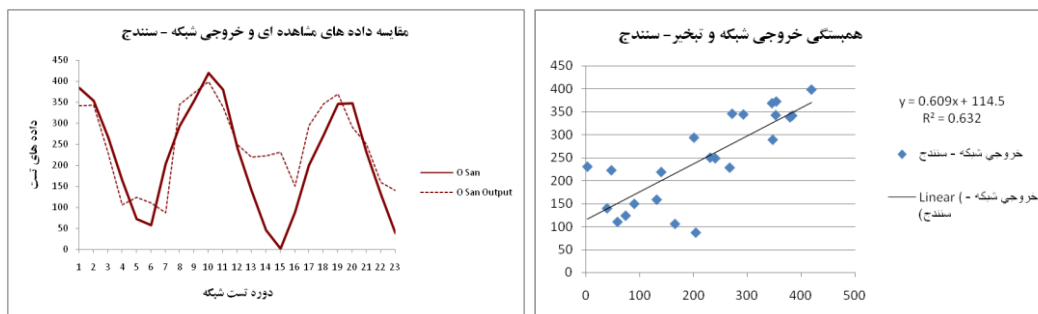 مقایسه داده های مشاهده ای و خروجی شبکه - سنندج
داده های تست
450
400
350
300
250
200
150
100
50
0
1 2 3 4 5 6 7 8 9 10 11 12 13 14 15 16 17 18 19 20 21 22 23
دوره تست شبکه
O San
O San Output
همبستگی خروجی شبکه و تبخیر- سنندج
450
400
350
300
250
200
150
100
50
0
0 100 200 300 400 500
y = 0.609x + 114.5
R² = 0.632
خروجي شبكه - سنندج
Linear (خروجي شبكه -
سنندج)